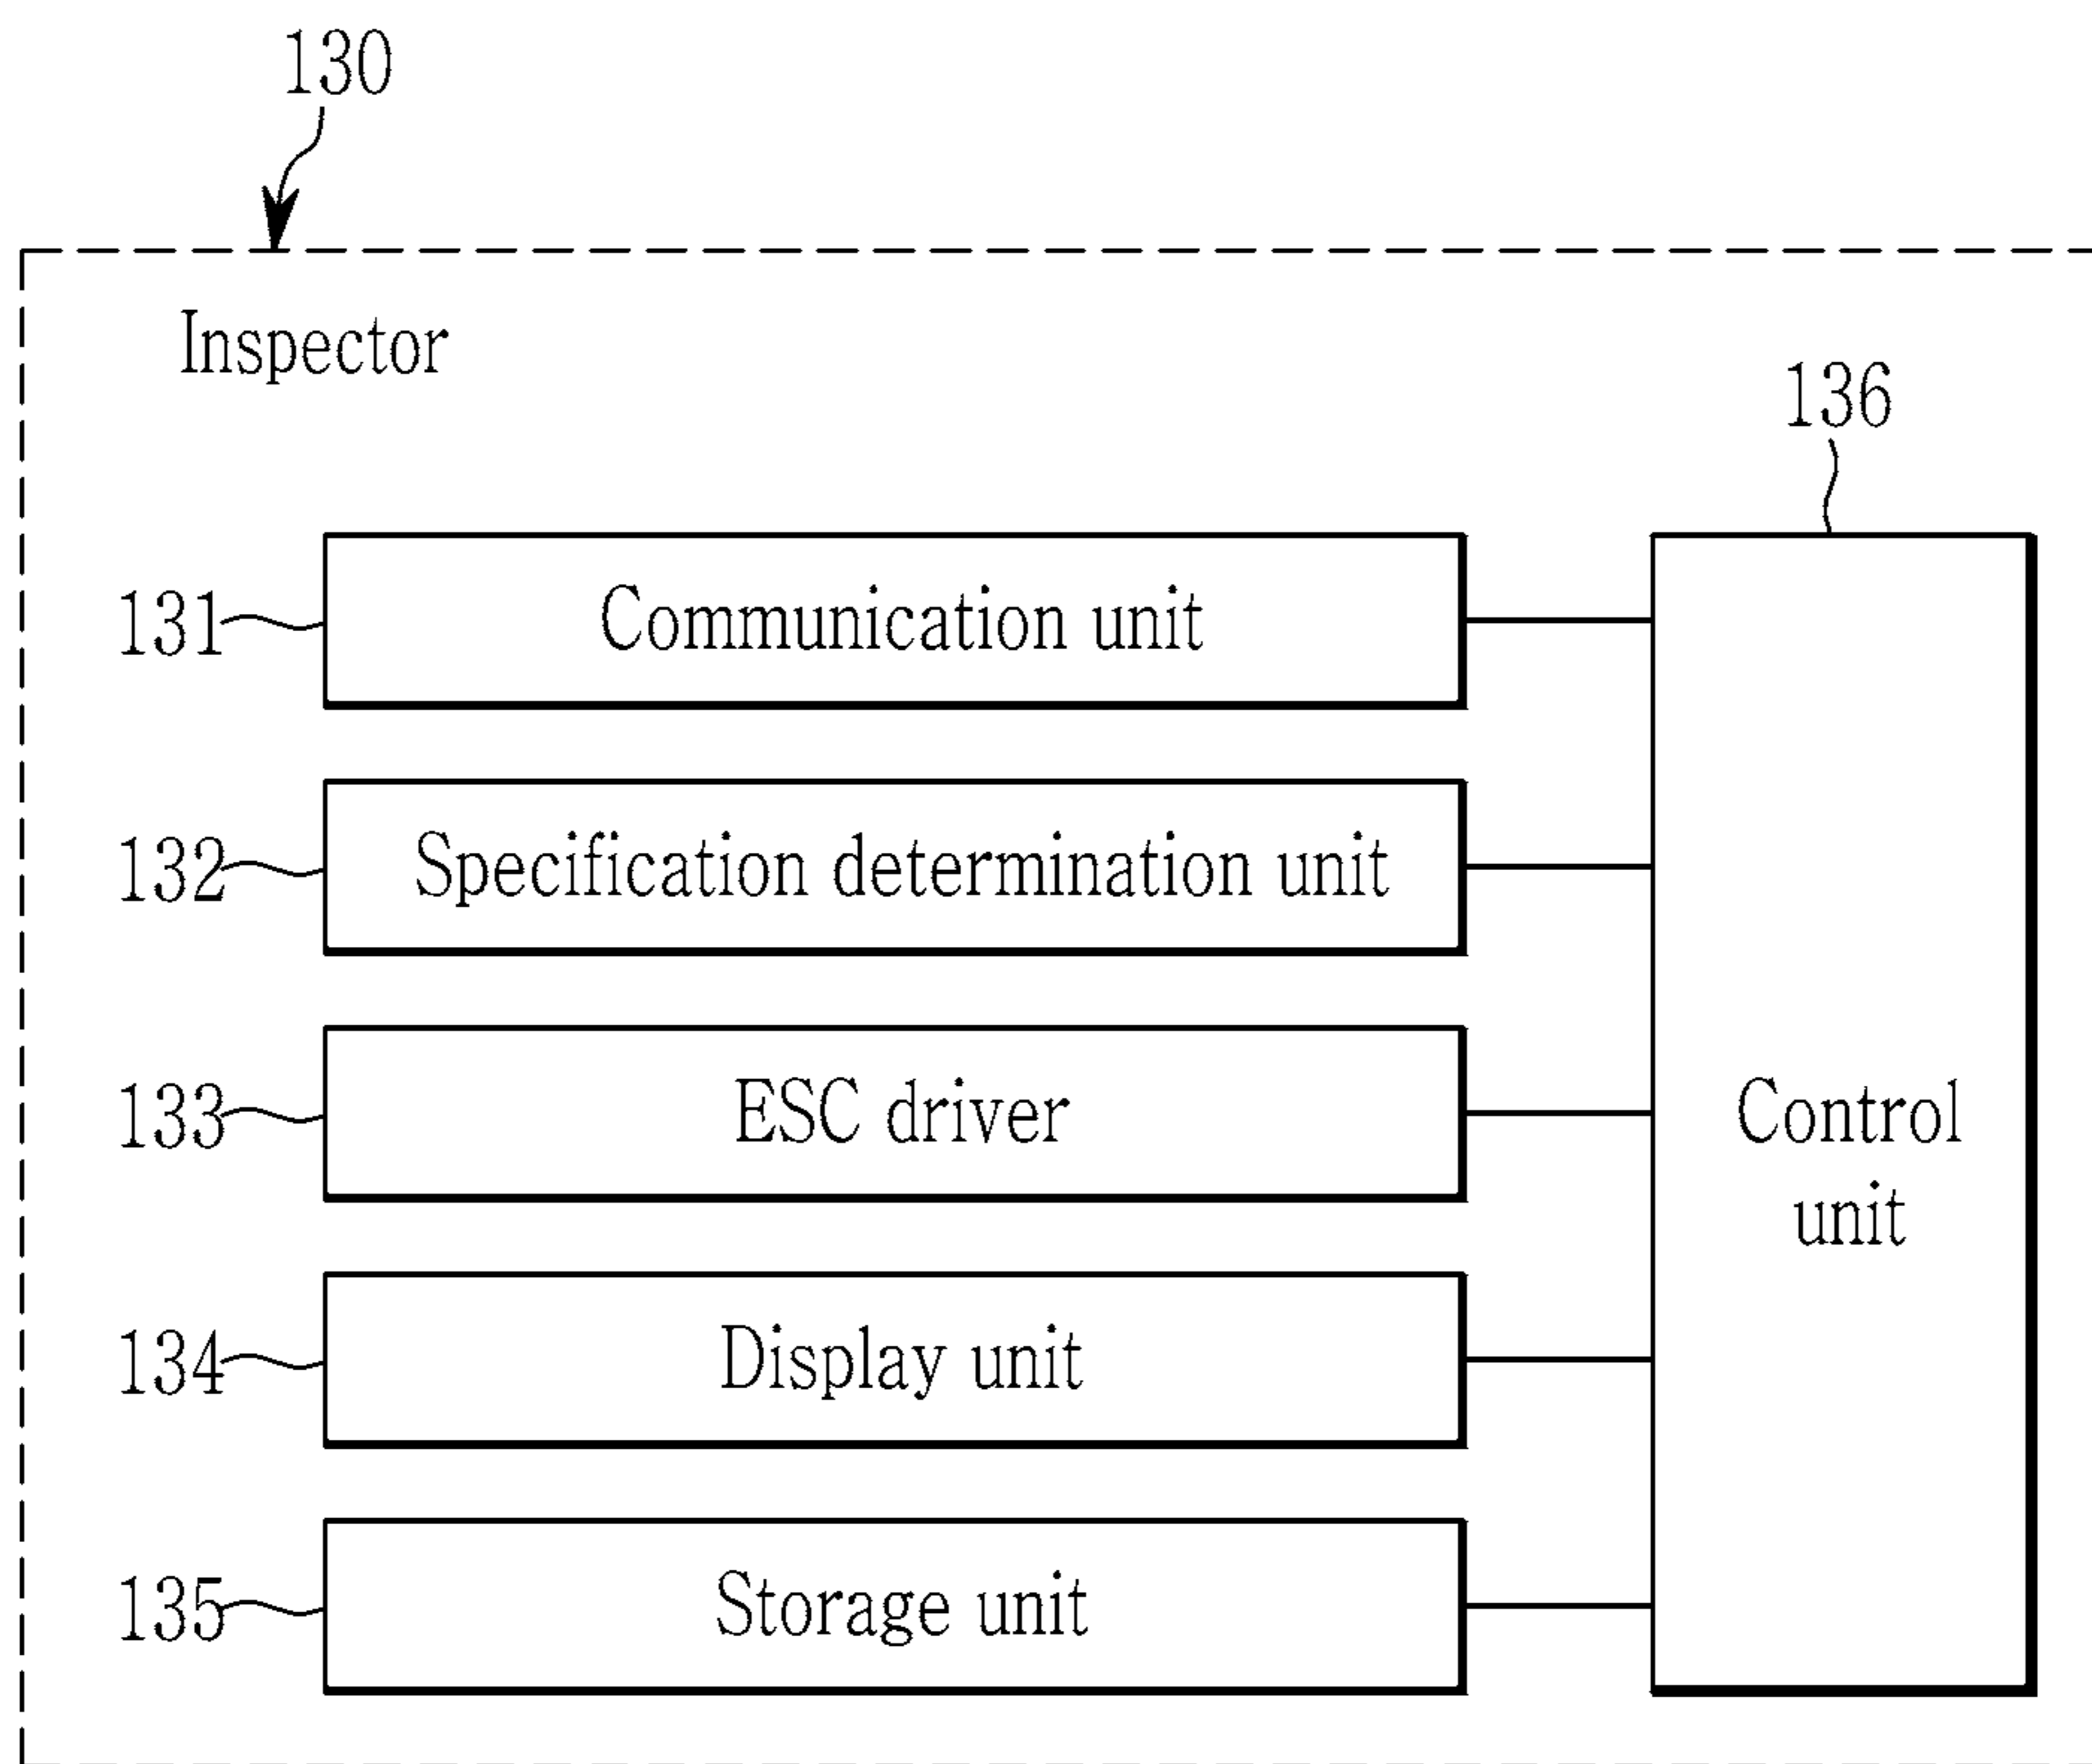 130
Inspector
136
131
Communication unit
132
Specification determination unit
133
ESC driver
Control
unit
134
Display unit
135
Storage unit